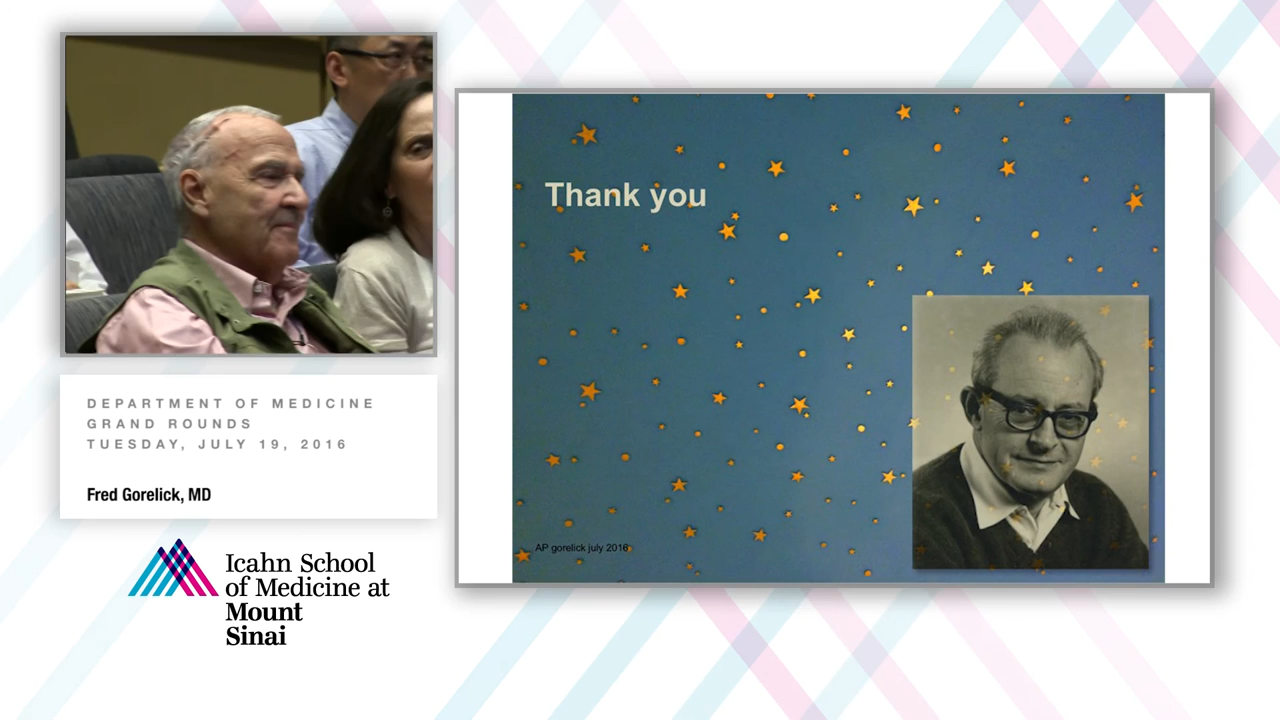 DEPARTMENT OF MEDICINE
GRAND ROUNDS
TUESDAY, JULY 19, 2016
Fred Gorelick, MD
Icahn School
of Medicine at
Mount
Sinai
Thank you
AP gorelick july 2016